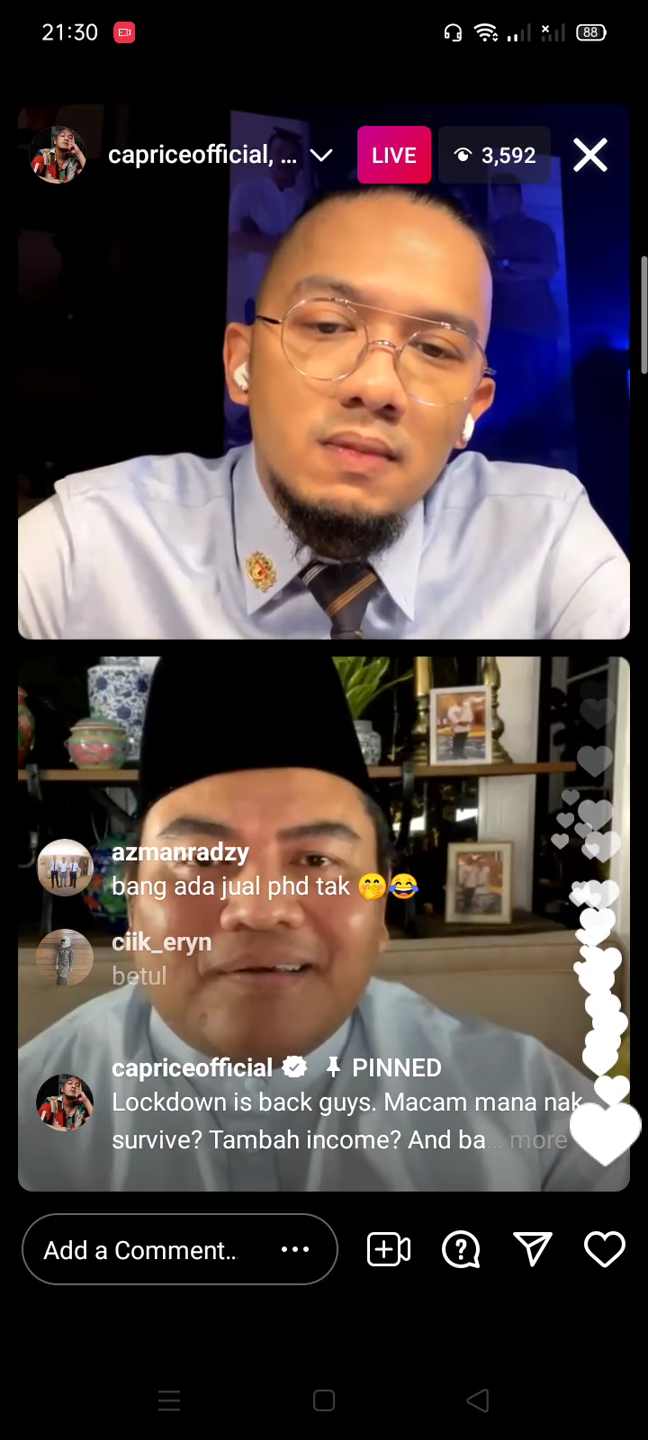 21:30
88
capriceofficial, ...
LIVE
3,592
azmanradzy
bang ada jual phd tak 🤭😂
ciik_eryn
betul
capriceofficial PINNED
Lockdown is back guys. Macam mana nak
survive? Tambah income? And ba... more
Add a Comment..